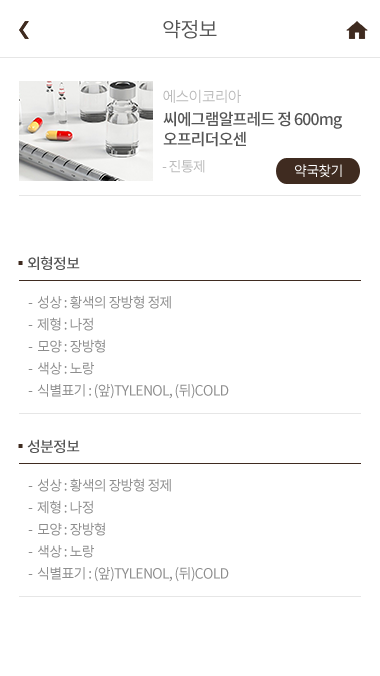 약정보
에스이코리아
씨에그램알프레드 정 600mg
오프리더오센
- 진통제
약국찾기
외형정보
- 성상 : 황색의 장방형 정제
- 제형 : 나정
- 모양 : 장방형
- 색상 : 노랑
- 식별표기 : (앞)TYLENOL, (뒤)COLD
성분정보
- 성상 : 황색의 장방형 정제
- 제형 : 나정
- 모양 : 장방형
- 색상 : 노랑
- 식별표기 : (앞)TYLENOL, (뒤)COLD